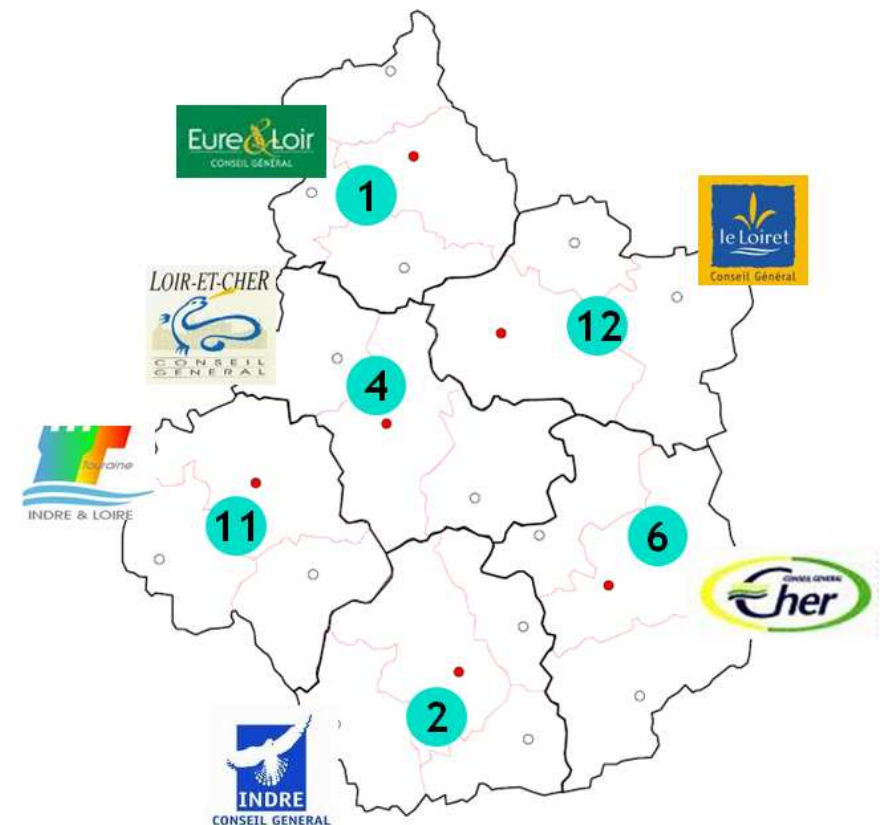 Eure & Loir
CONSEIL GÉNÉRAL
1
le Loiret
Conseil Général
LOIR-ET-CHER
CONSEIL
GÉNÉRAL
12
4
Touraine
INDRE & LOIRE
11
6
CONSEIL GENERAL
Cher
2
INDRE
CONSEIL GENERAL